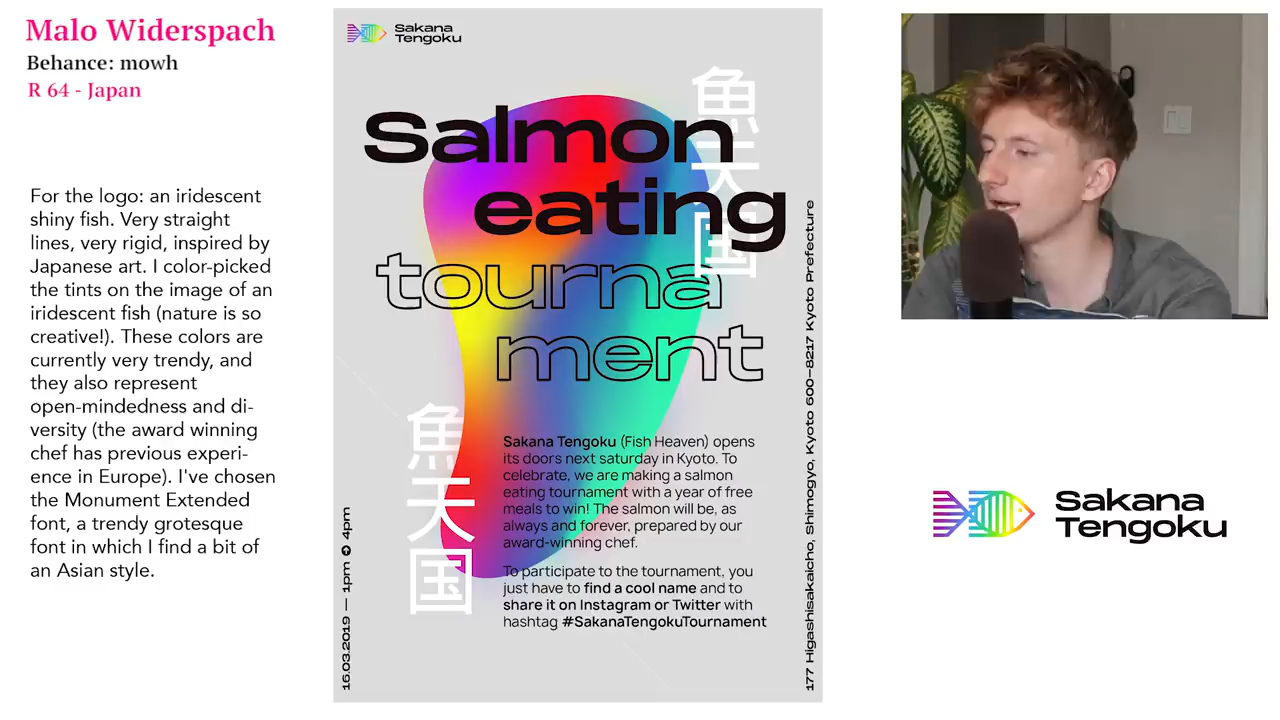 Malo Widerspach
Behance: mowh
R 64 - Japan
For the logo: an iridescent
shiny fish. Very straight
lines, very rigid, inspired by
Japanese art. I color-picked
the tints on the image of an
iridescent fish (nature is so
creative!). These colors are
currently very trendy, and
they also represent
open-mindedness and di-
versity (the award winning
chef has previous experi-
ence in Europe). I've chosen
the Monument Extended
font, a trendy grotesque
font in which I find a bit of
an Asian style.
Sakana
Tengoku
魚天国
Salmon
eating
tourna
ment
魚天国
Sakana Tengoku (Fish Heaven) opens
its doors next saturday in Kyoto. To
celebrate, we are making a salmon
eating tournament with a year of free
meals to win! The salmon will be, as
always and forever, prepared by our
award-winning chef.
To participate to the tournament, you
just have to find a cool name and to
share it on Instagram or Twitter with
hashtag #SakanaTengokuTournament
16.03.2019 — 1pm → 4pm
177 Higashisakaicho, Shimogyo, Kyoto 600-8217 Kyoto Prefecture
Sakana
Tengoku